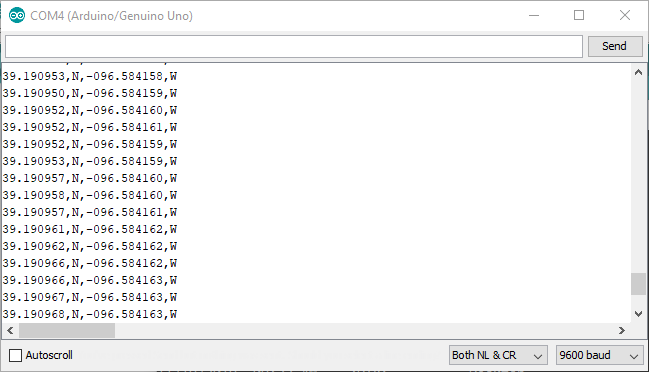 COM4 (Arduino/Genuino Uno)
Send
39.190953,N,-096.584158,W
39.190950,N,-096.584159,W
39.190952,N,-096.584160,W
39.190952,N,-096.584161,W
39.190952,N,-096.584159,W
39.190953,N,-096.584159,W
39.190957,N,-096.584160,W
39.190958,N,-096.584160,W
39.190957,N,-096.584161,W
39.190961,N,-096.584162,W
39.190962,N,-096.584162,W
39.190966,N,-096.584162,W
39.190966,N,-096.584163,W
39.190967,N,-096.584163,W
39.190968,N,-096.584163,W
Autoscroll
Both NL & CR
9600 baud